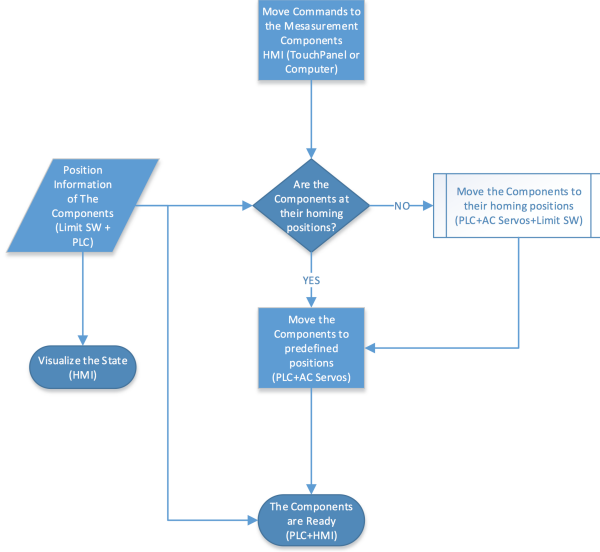 Move Commands to
the Mesasurement
Components
HMI (TouchPanel or
Computer)
Position
Information
of The
Components
(Limit SW +
PLC)
Are the
Components at
their homing
positions?
NO
Move the Components to
their homing positions
(PLC+AC Servos+Limit SW)
YES
Move the
Components to
predefined
positions
(PLC+AC Servos)
Visualize the State
(HMI)
The Components
are Ready
(PLC+HMI)